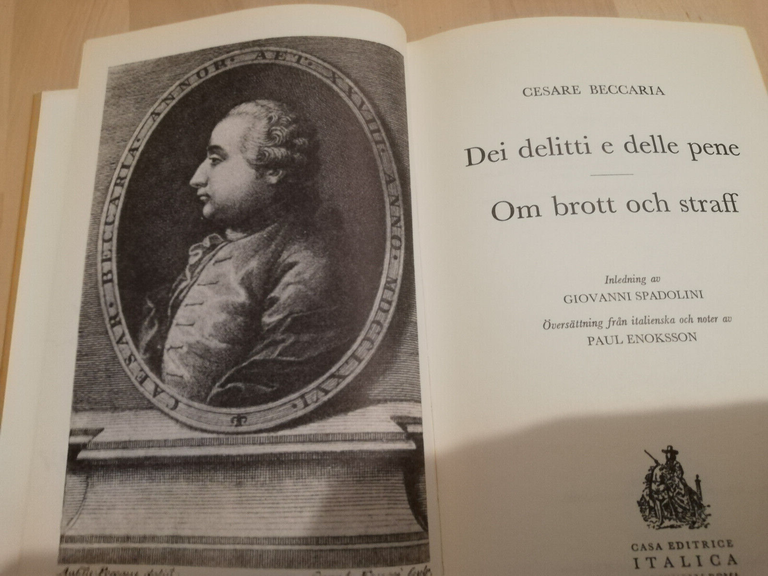 CAESAR · BECCARIA · ANNOR · AET · XXVIII · ANNO · MDCCLXVI ·
CESARE BECCARIA
Dei delitti e delle pene
Om brott och straff
Inledning av
GIOVANNI SPADOLINI
Översättning från italienska och noter av
PAUL ENOKSSON
CASA EDITRICE
ITALICA